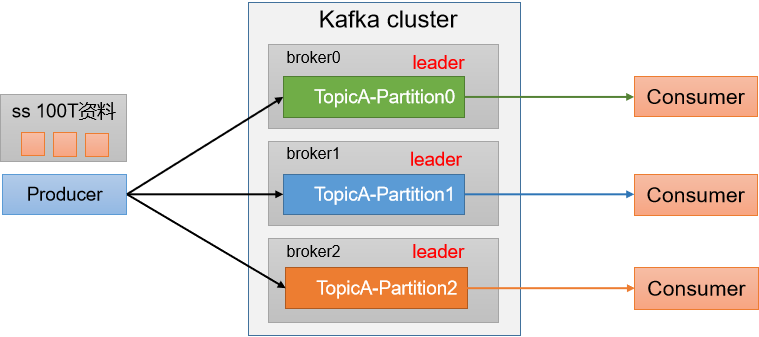 Kafka cluster
ss 100T资料
Producer
broker0
leader
TopicA-Partition0
Consumer
broker1
leader
TopicA-Partition1
Consumer
broker2
leader
TopicA-Partition2
Consumer